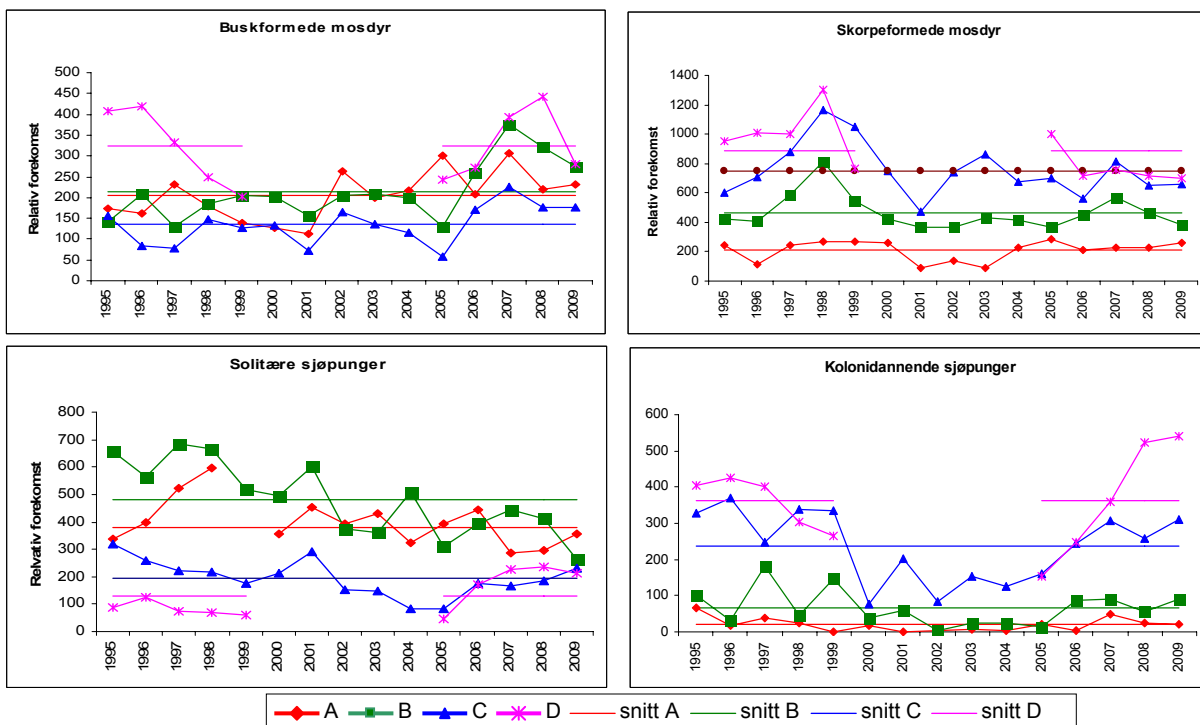 Buskformede mosdyr
Relativ forekomst
500
450
400
350
300
250
200
150
100
50
0
1995 1996 1997 1998 1999 2000 2001 2002 2003 2004 2005 2006 2007 2008 2009
Skorpeformede mosdyr
Relativ forekomst
1400
1200
1000
800
600
400
200
0
1995 1996 1997 1998 1999 2000 2001 2002 2003 2004 2005 2006 2007 2008 2009
Solitære sjøpunger
Relvativ forekomst
800
700
600
500
400
300
200
100
0
1995 1996 1997 1998 1999 2000 2001 2002 2003 2004 2005 2006 2007 2008 2009
Kolonidannende sjøpunger
600
500
400
300
200
100
0
1995 1996 1997 1998 1999 2000 2001 2002 2003 2004 2005 2006 2007 2008 2009
A B C D snitt A snitt B snitt C snitt D